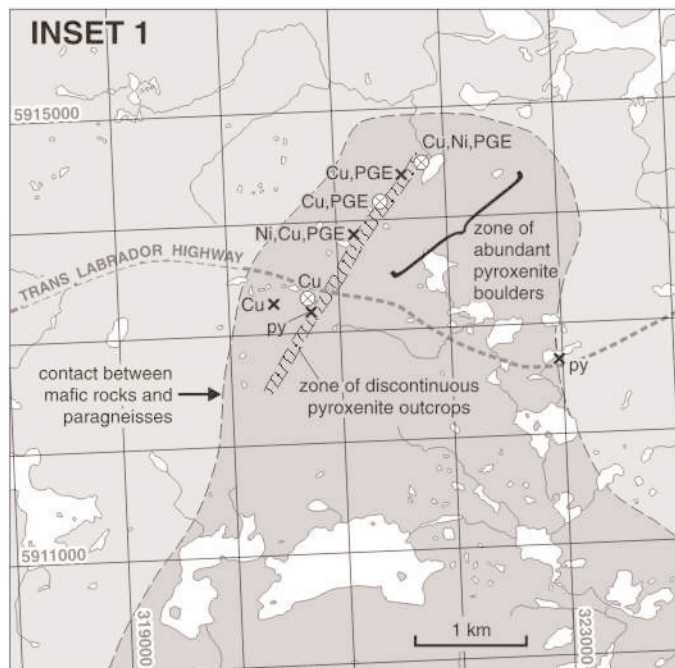 INSET 1
5915000
Cu,Ni,PGE
Cu,PGE
Cu,PGE
Ni,Cu,PGE
zone of
abundant
pyroxenite
boulders
TRANS LABRADOR HIGHWAY
Cu
Cu
py
py
contact between
mafic rocks and
paragneisses
zone of discontinuous
pyroxenite outcrops
5911000
319000
323000
1 km